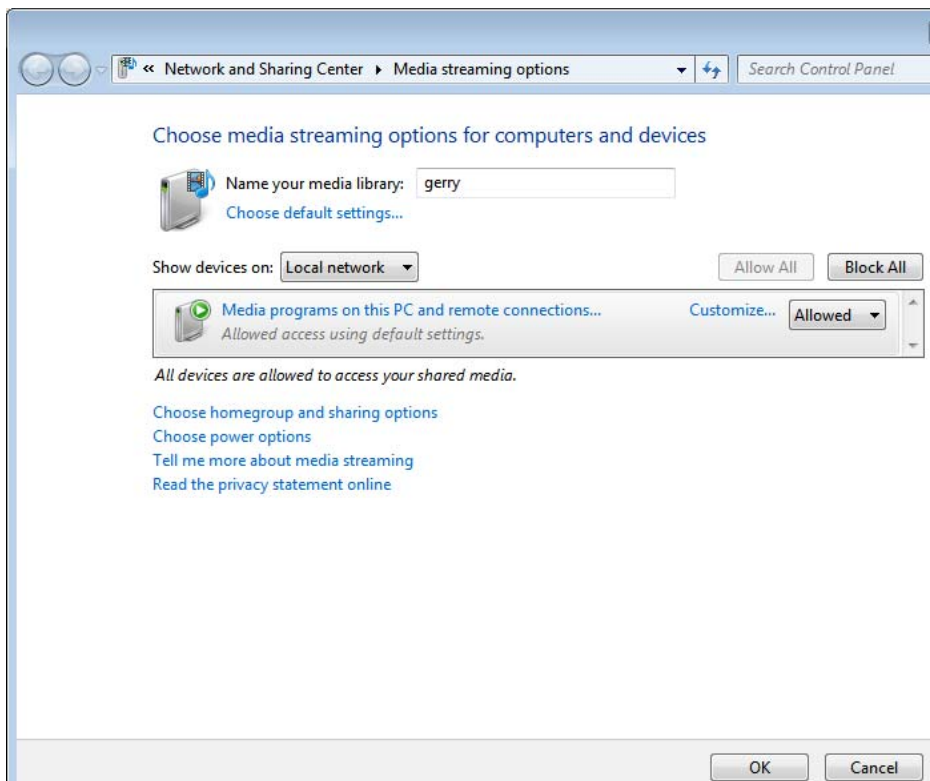 « Network and Sharing Center ▸ Media streaming options Search Control Panel
Choose media streaming options for computers and devices
Name your media library: gerry
Choose default settings...
Show devices on: Local network Allow All Block All
Media programs on this PC and remote connections... Customize... Allowed
Allowed access using default settings.
All devices are allowed to access your shared media.
Choose homegroup and sharing options
Choose power options
Tell me more about media streaming
Read the privacy statement online
OK Cancel